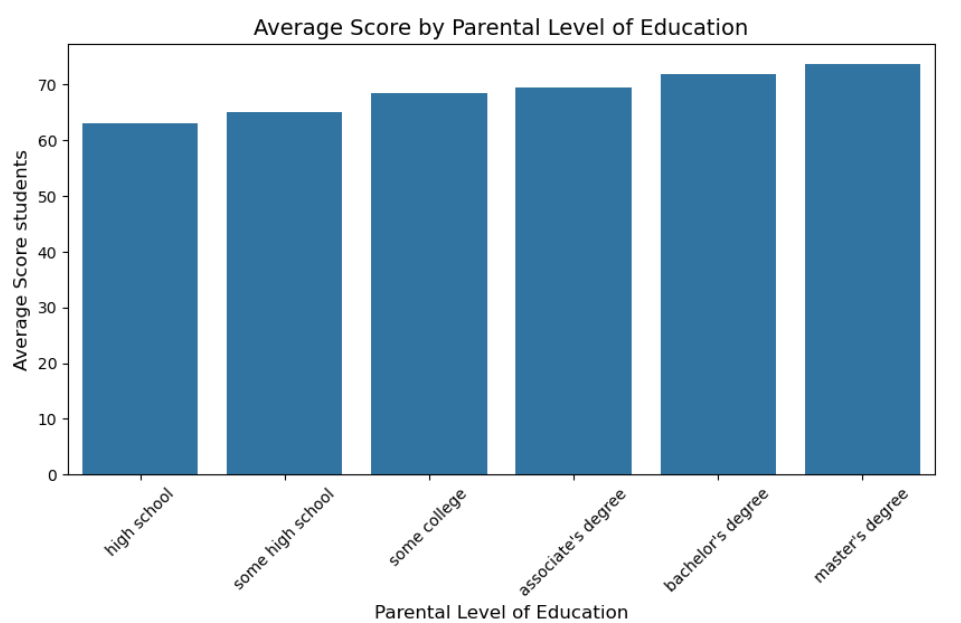 Average Score by Parental Level of Education
Average Score students
70
60
50
40
30
20
10
0
high school
some high school
some college
associate's degree
bachelor's degree
master's degree
Parental Level of Education